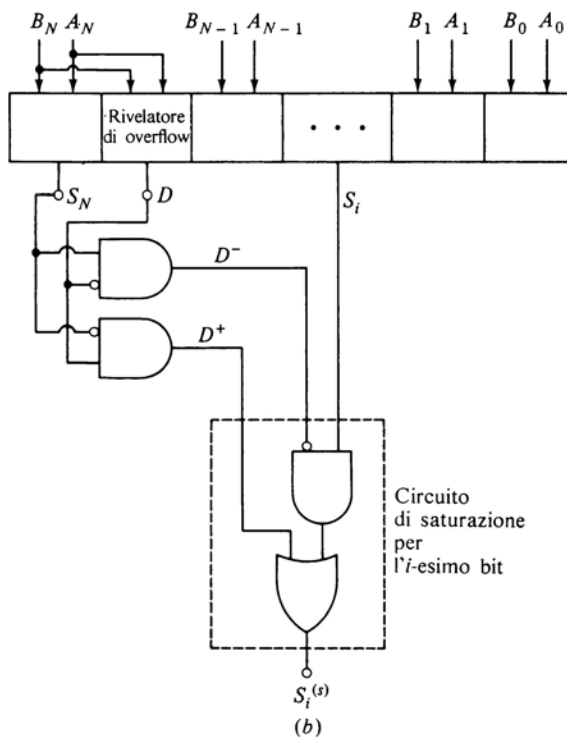 B_N A_N B_{N-1} A_{N-1} B_1 A_1 B_0 A_0
Rivelatore
di overflow
. . .
S_N D S_i
D^-
D^+
Circuito
di saturazione
per
l'i-esimo bit
S_i^{(s)}
(b)